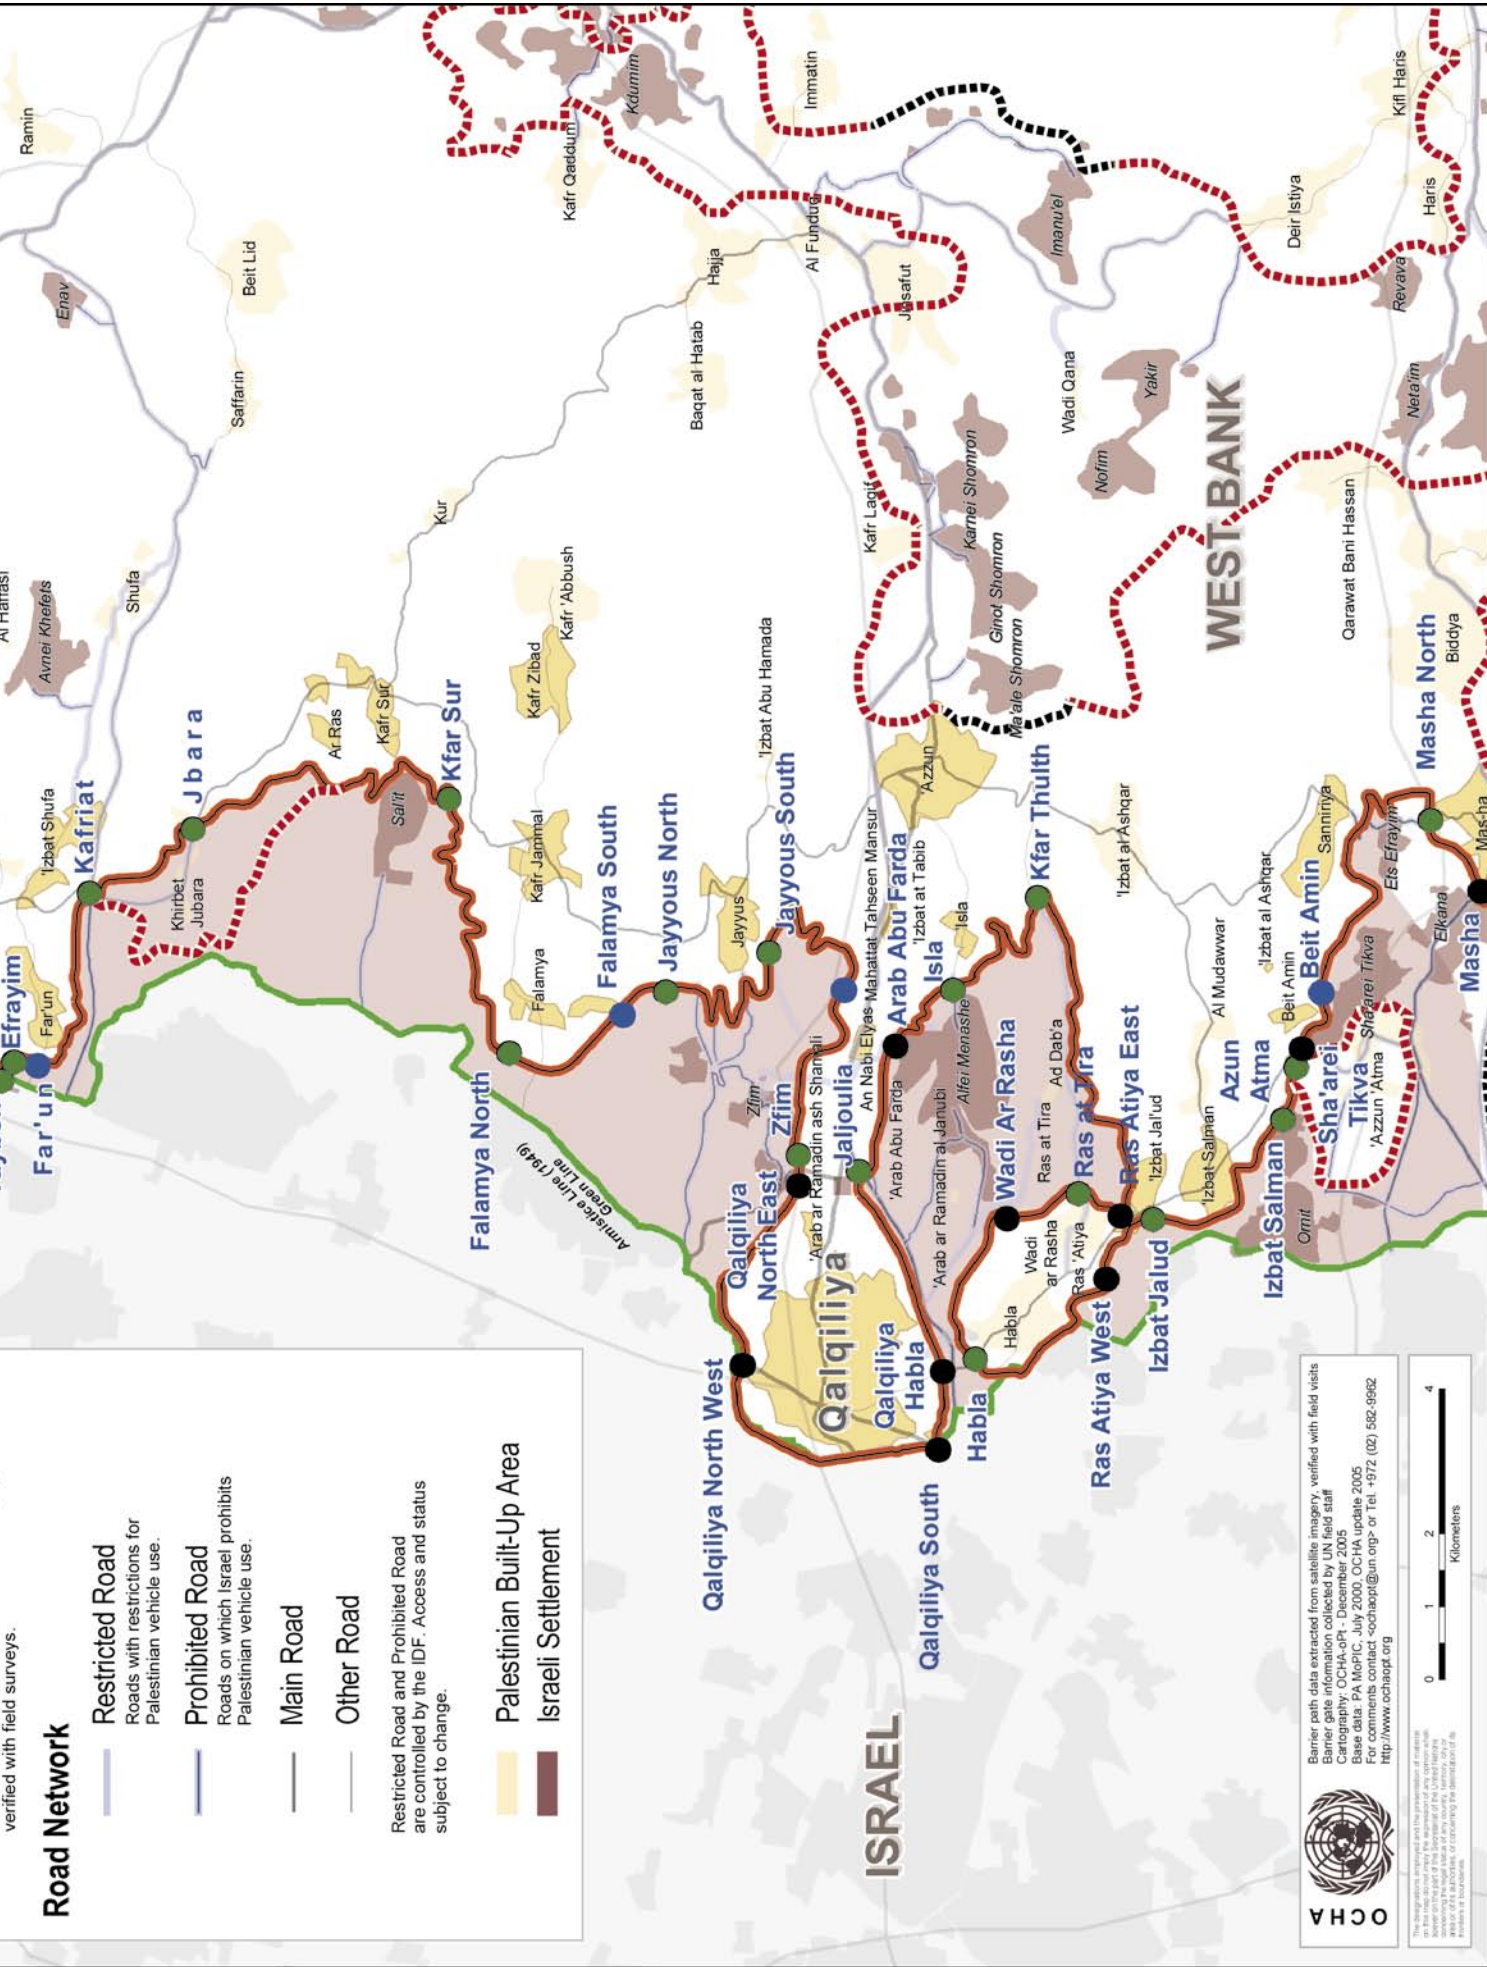 verified with field surveys.
Road Network
Restricted Road
Roads with restrictions for
Palestinian vehicle use.
Prohibited Road
Roads on which Israel prohibits
Palestinian vehicle use.
Main Road
Other Road
Restricted Road and Prohibited Road
are controlled by the IDF. Access and status
subject to change.
Palestinian Built-Up Area
Israeli Settlement
ISRAEL
WEST BANK
OCHA
Barrier path data extracted from satellite imagery, verified with field visits
Barrier gate information collected by UN field staff
Cartography: OCHA-oPt - December 2005
Base data: PA MoPIC, July 2000, OCHA update 2005
For comments contact <ochaopt@un.org> or Tel. +972 (02) 582-9962
http://www.ochaopt.org
0 1 2 4
Kilometers
Ramin
Enav
Beit Lid
Saffarin
Avnei Khefets
Shufa
'Izbat Shufa
Kafriat
Jbara
Khirbet
Jubara
Efrayim
Far'un
Far'un
Ar Ras
Kafr Sur
Sal'it
Kfar Sur
Kur
Kafr Zibad
Kafr 'Abbush
Kafr Jammal
Falamya
Falamya North
Falamya South
Jayyous North
Jayyus
Jayyous South
'Izbat Abu Hamada
Armistice Line (1949)
Green Line
Kafr Qaddum
Kdumim
Immatin
Hajja
Baqat al Hatab
Al Funduq
Jinsafut
Imanu'el
Wadi Qana
Yakir
Nofim
Deir Istiya
Kifl Haris
Haris
Revava
Neta'im
Qarawat Bani Hassan
Biddya
Masha North
Mas-ha
Masha
Kafr Laqif
Karnei Shomron
Ginot Shomron
Ma'ale Shomron
'Azzun
Kfar Thulth
'Izbat al Ashqar
An Nabi Elyas
Mahattat Tahseen Mansur
Arab Abu Farda
'Izbat at Tabib
Isla
'Isla
Zfim
Zfim
Jaljoulia
'Arab ar Ramadin ash Shamali
'Arab Abu Farda
Alfei Menashe
'Arab ar Ramadin al Janubi
Wadi Ar Rasha
Ad Dab'a
Ras at Tira
Ras at Tira
Ras Atiya East
Wadi
ar Rasha
Ras 'Atiya
Habla
Qalqiliya
North East
Qalqiliya
Qalqiliya
Habla
Habla
Qalqiliya North West
Qalqiliya South
Ras Atiya West
Izbat Jalud
'Izbat Jal'ud
'Izbat Salman
Izbat Salman
Azun
Atma
Al Mudawwar
'Izbat al Ashqar
Beit Amin
Beit Amin
Sanniriya
Ets Efrayim
Elkana
Sha'arei Tikva
Sha'arei
Tikva
'Azzun 'Atma
Ornit